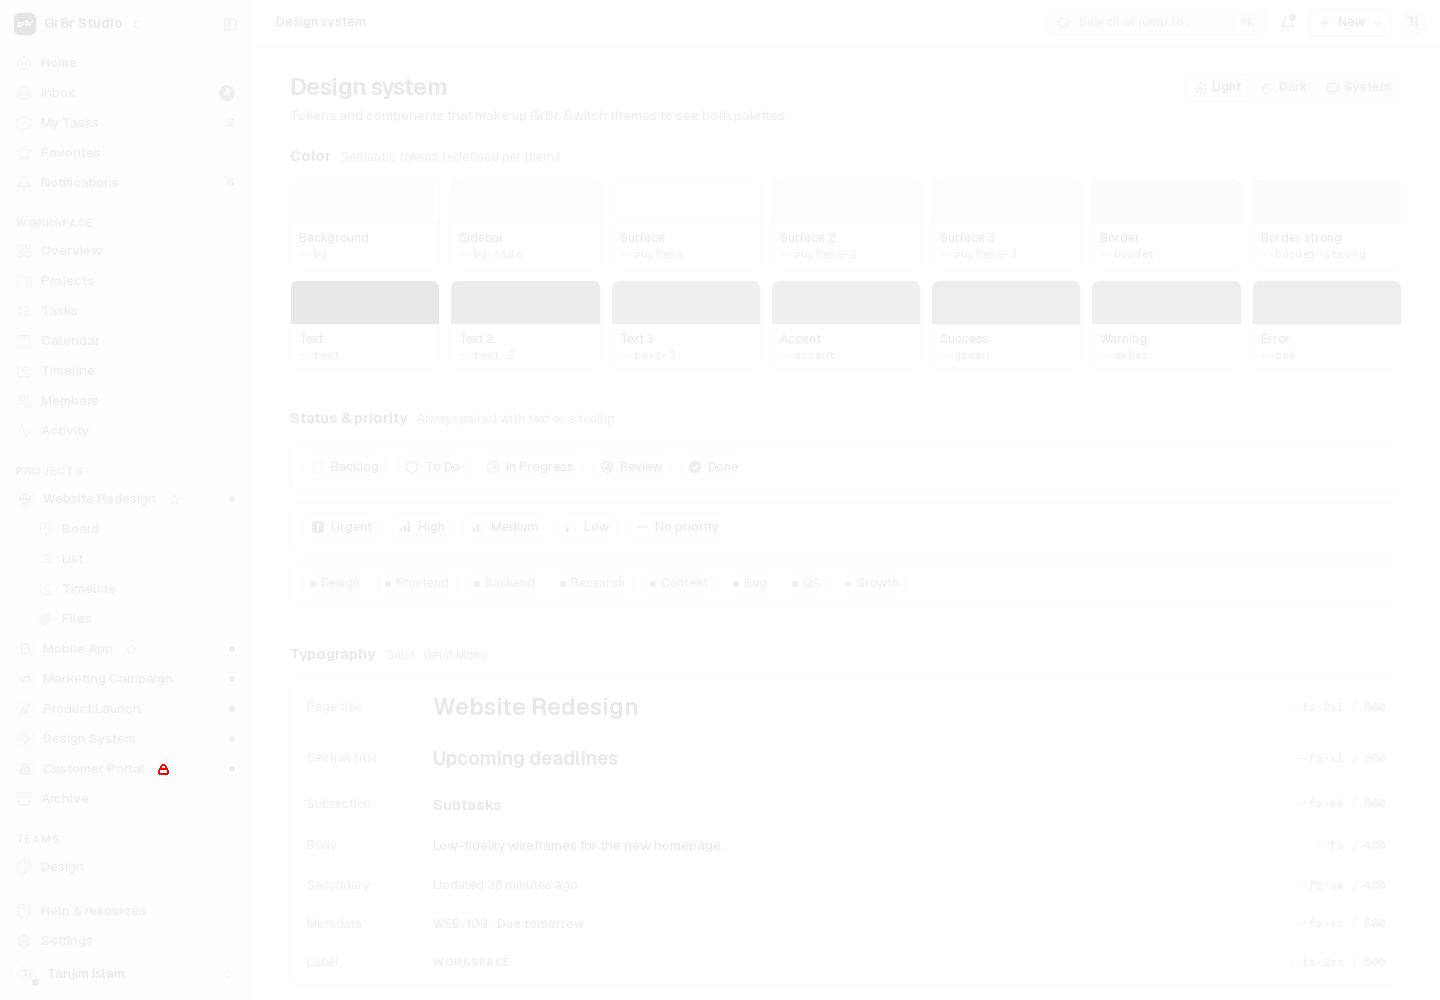 Gr8r Studio
Design system
Search or jump to...
⌘K
New
TI
Home
Inbox
4
My Tasks
2
Favorites
Notifications
6
WORKSPACE
Overview
Projects
Tasks
Calendar
Timeline
Members
Activity
PROJECTS
Website Redesign
Board
List
Timeline
Files
Mobile App
Marketing Campaign
Product Launch
Design System
Customer Portal
Archive
TEAMS
Design
Help & resources
Settings
TI
Tanjim Islam
Design system
Tokens and components that make up Gr8r. Switch themes to see both palettes.
Light
Dark
System
Color
Semantic tokens, redefined per theme
Background
--bg
Sidebar
--bg-side
Surface
--surface
Surface 2
--surface-2
Surface 3
--surface-3
Border
--border
Border strong
--border-strong
Text
--text
Text 2
--text-2
Text 3
--text-3
Accent
--accent
Success
--green
Warning
--amber
Error
--red
Status & priority
Always paired with text or a tooltip
Backlog
To Do
In Progress
Review
Done
Urgent
High
Medium
Low
No priority
Design
Frontend
Backend
Research
Content
Bug
QA
Growth
Typography
Geist · Geist Mono
Page title
Website Redesign
--fs-2xl / 600
Section title
Upcoming deadlines
--fs-xl / 600
Subsection
Subtasks
--fs-md / 600
Body
Low-fidelity wireframes for the new homepage.
--fs / 400
Secondary
Updated 38 minutes ago
--fs-sm / 400
Metadata
WEB-109 · Due tomorrow
--fs-xs / 500
Label
WORKSPACE
--fs-2xs / 600